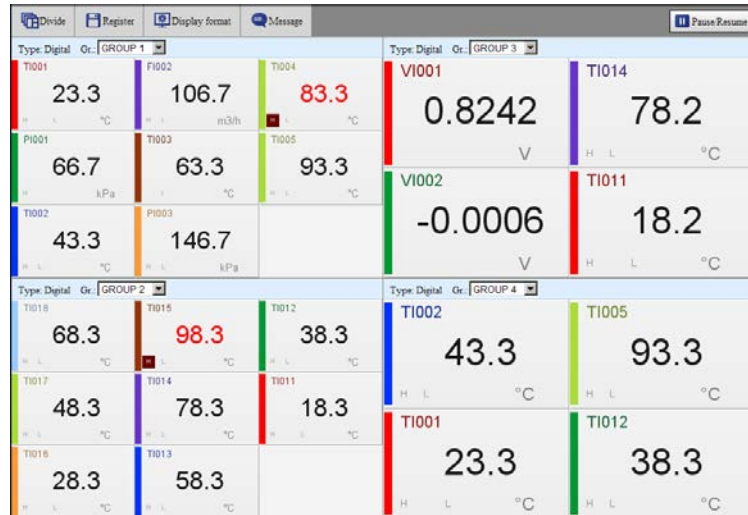 Divide Register Display format Message Pause/Resume
Type: Digital Gr.: GROUP 1
TI001 FI002 TI004
23.3 106.7 83.3
H L °C H L m3/h H L °C
PI001 TI003 TI005
66.7 63.3 93.3
H kPa L °C H L °C
TI002 PI003
43.3 146.7
H L °C H L kPa
Type: Digital Gr.: GROUP 3
VI001 TI014
0.8242 78.2
V H L °C
VI002 TI011
-0.0006 18.2
V H L °C
Type: Digital Gr.: GROUP 2
TI018 TI015 TI012
68.3 98.3 38.3
H L °C H L °C H L °C
TI017 TI014 TI011
48.3 78.3 18.3
H L °C H L °C H L °C
TI016 TI013
28.3 58.3
H L °C H L °C
Type: Digital Gr.: GROUP 4
TI002 TI005
43.3 93.3
H L °C H L °C
TI001 TI012
23.3 38.3
H L °C H L °C